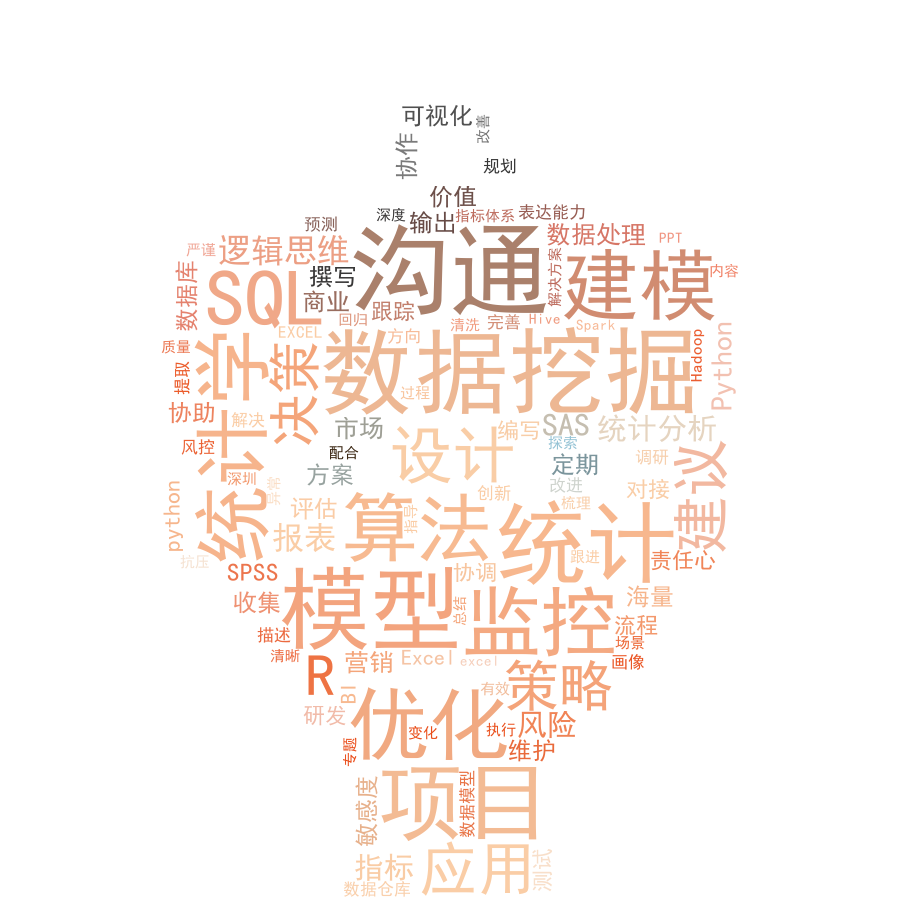 可视化
改善
协作
规划
价值
深度
输出
指标体系
表达能力
预测
沟通
数据处理
PPT
严谨
逻辑思维
解决方案
建模
内容
撰写
数据库
SQL
商业
跟踪
回归
清洗
完善
Hive
Spark
EXCEL
方向
质量
统计学
决策
数据挖掘
Hadoop
Python
提取
过程
协助
解决
市场
编写
SAS
统计分析
探索
风控
配合
设计
定期
调研
建议
深圳
方案
改进
异常
创新
对接
梳理
python
评估
指导
报表
算法
统计
跟进
责任心
抗压
SPSS
协调
模型
监控
海量
收集
总结
流程
描述
场景
清晰
营销
Excel
excel
画像
R
BI
有效
策略
研发
优化
变化
执行
风险
专题
维护
项目
数据模型
敏感度
指标
应用
测试
数据仓库